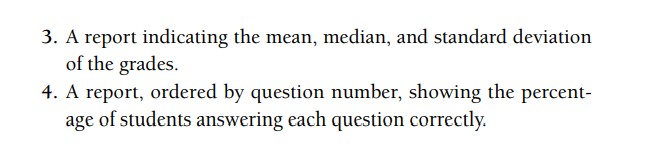 3. A report indicating the mean, median, and standard deviation
of the grades.
4. A report, ordered by question number, showing the percent-
age of students answering each question correctly.